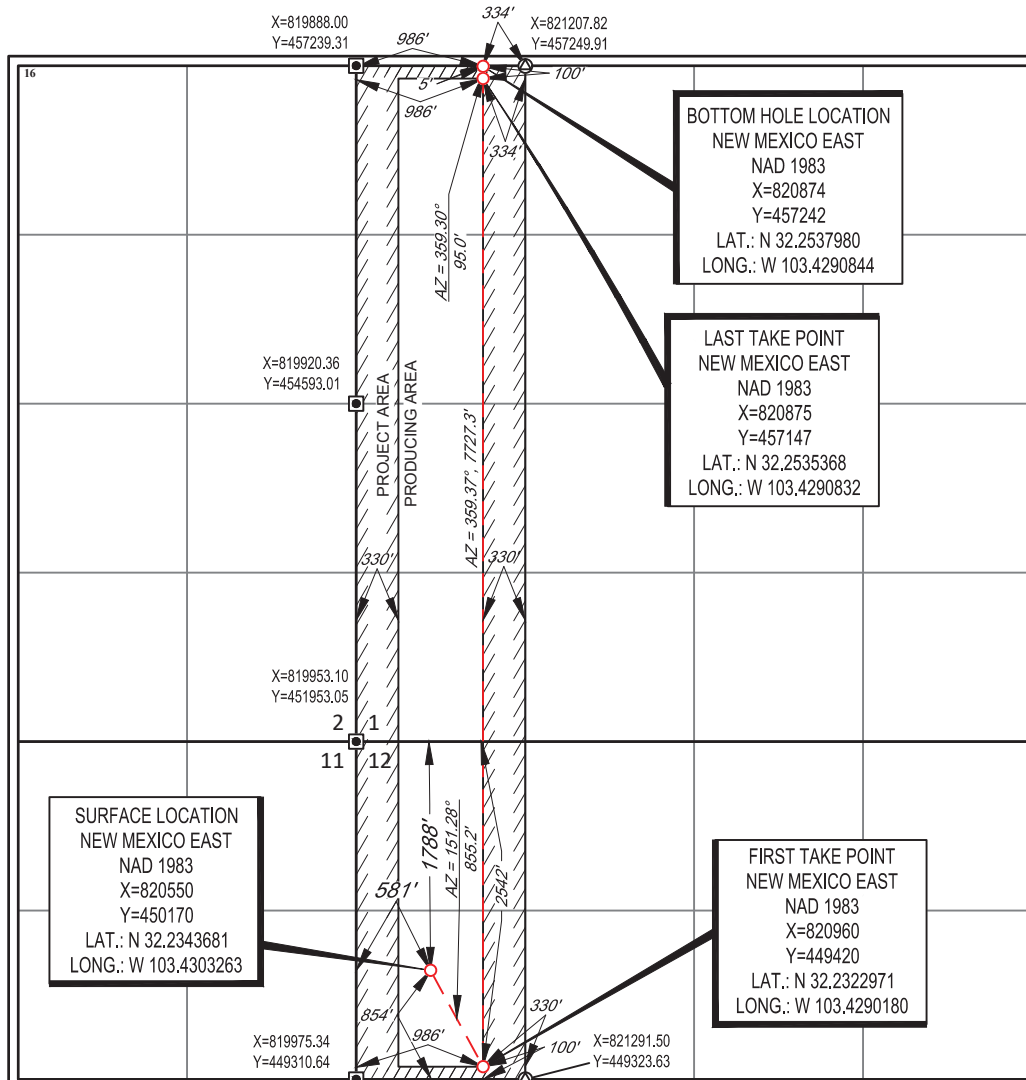 X=819888.00
Y=457239.31
334'
X=821207.82
Y=457249.91
986'
16
5'
100'
986'
334'
BOTTOM HOLE LOCATION
NEW MEXICO EAST
NAD 1983
X=820874
Y=457242
LAT.: N 32.2537980
LONG.: W 103.4290844
AZ = 359.30°
95.0'
LAST TAKE POINT
NEW MEXICO EAST
NAD 1983
X=820875
Y=457147
LAT.: N 32.2535368
LONG.: W 103.4290832
X=819920.36
Y=454593.01
PROJECT AREA
PRODUCING AREA
AZ = 359.37°, 7727.3'
330'
330'
X=819953.10
Y=451953.05
2 1
11 12
1788'
AZ = 151.28°
855.2'
2542'
581'
SURFACE LOCATION
NEW MEXICO EAST
NAD 1983
X=820550
Y=450170
LAT.: N 32.2343681
LONG.: W 103.4303263
FIRST TAKE POINT
NEW MEXICO EAST
NAD 1983
X=820960
Y=449420
LAT.: N 32.2322971
LONG.: W 103.4290180
854'
986'
330'
100'
X=819975.34
Y=449310.64
X=821291.50
Y=449323.63